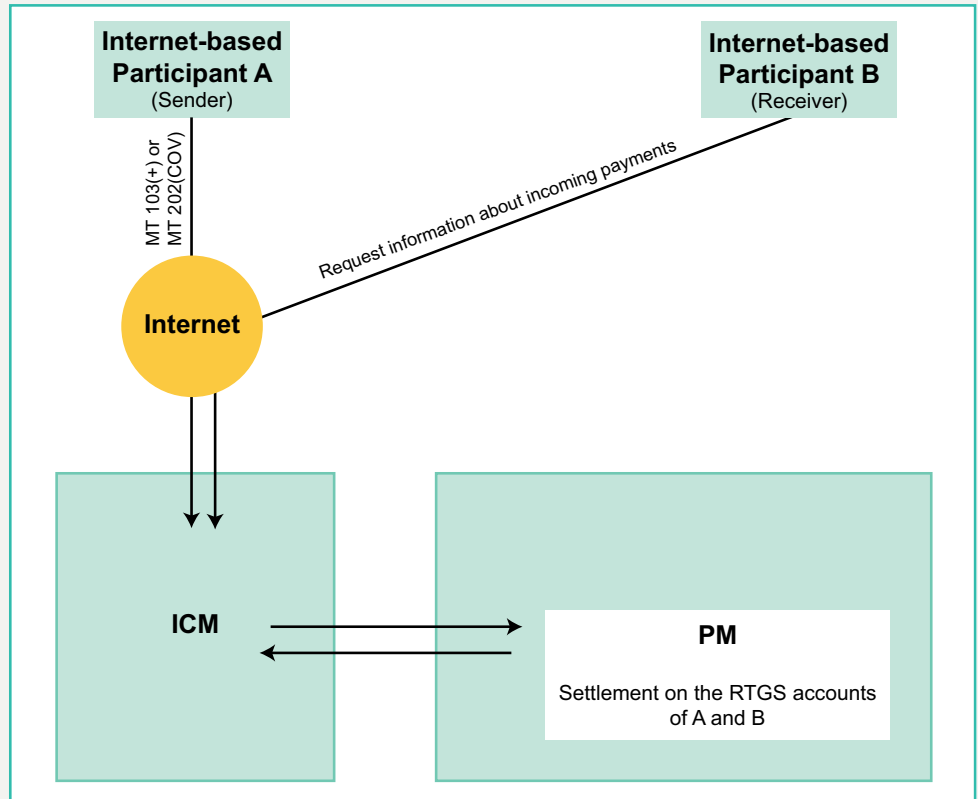 Internet-based
Participant A
(Sender)
Internet-based
Participant B
(Receiver)
MT 103(+) or
MT 202(COV)
Request information about incoming payments
Internet
ICM
PM
Settlement on the RTGS accounts
of A and B